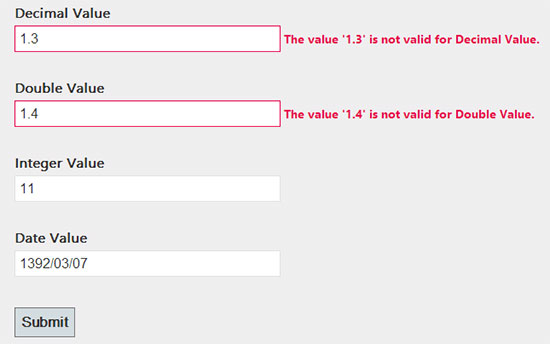 Decimal Value
1.3 The value '1.3' is not valid for Decimal Value.
Double Value
1.4 The value '1.4' is not valid for Double Value.
Integer Value
11
Date Value
1392/03/07
Submit